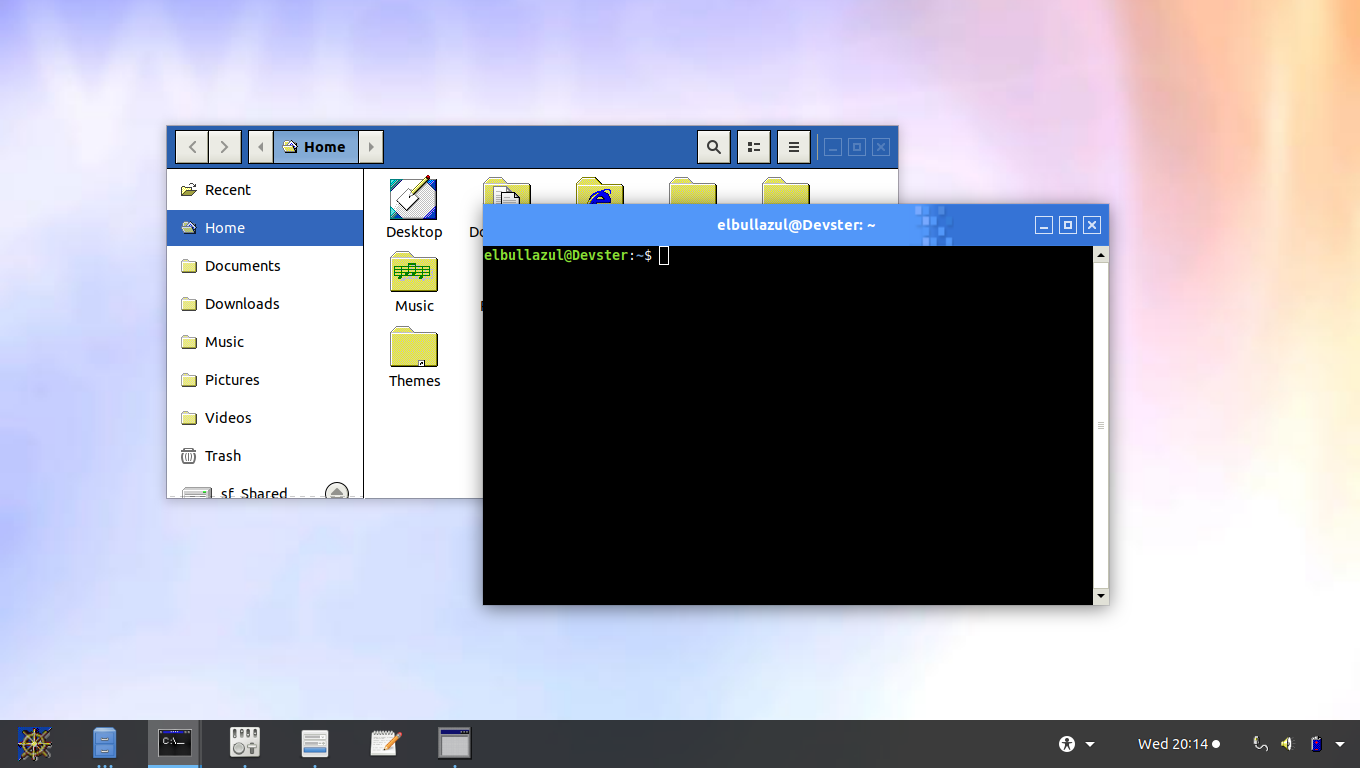 Home
Recent
Home
Documents
Downloads
Music
Pictures
Videos
Trash
sf_Shared
Desktop
Music
Themes
elbullazul@Devster: ~
elbullazul@Devster:~$
C:\_
Wed 20:14